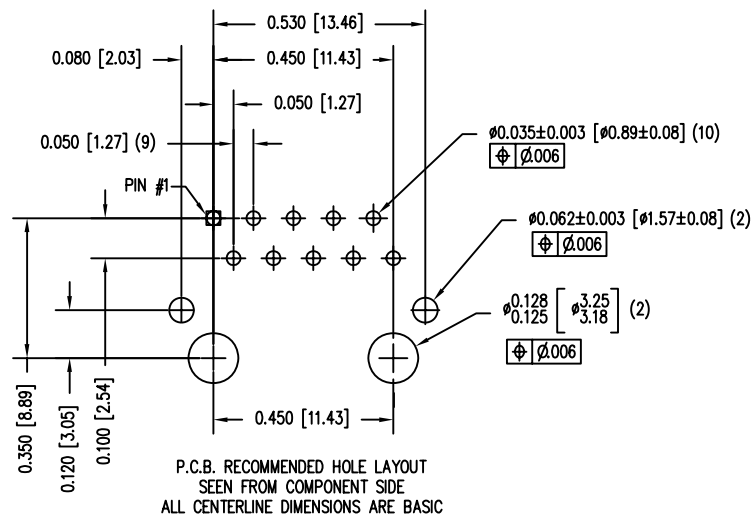 0.530 [13.46]
0.080 [2.03]
0.450 [11.43]
0.050 [1.27]
0.050 [1.27] (9)
ø0.035±0.003 [ø0.89±0.08] (10)
⌖ Ø.006
PIN #1
ø0.062±0.003 [ø1.57±0.08] (2)
⌖ Ø.006
ø0.128 0.125 [ø3.25 3.18] (2)
⌖ Ø.006
0.350 [8.89]
0.120 [3.05]
0.100 [2.54]
0.450 [11.43]
P.C.B. RECOMMENDED HOLE LAYOUT
SEEN FROM COMPONENT SIDE
ALL CENTERLINE DIMENSIONS ARE BASIC